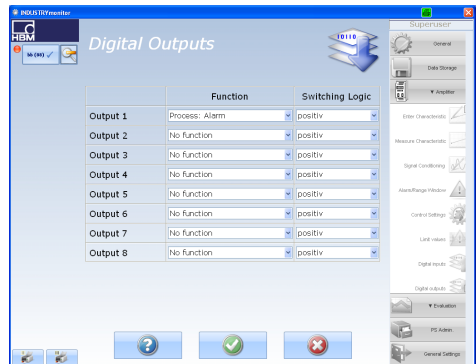 INDUSTRYmonitor
HBM
Digital Outputs
10110
Superuser
General
Data Storage
▼ Amplifier
Enter Characteristic
Measure Characteristic
Signal Conditioning
Alarm/Range Window
Control Settings
Limit values
Digital inputs
Digital outputs
▼ Evaluation
PS Admin.
General Settings
Function Switching Logic
Output 1 Process: Alarm positiv
Output 2 No function positiv
Output 3 No function positiv
Output 4 No function positiv
Output 5 No function positiv
Output 6 No function positiv
Output 7 No function positiv
Output 8 No function positiv